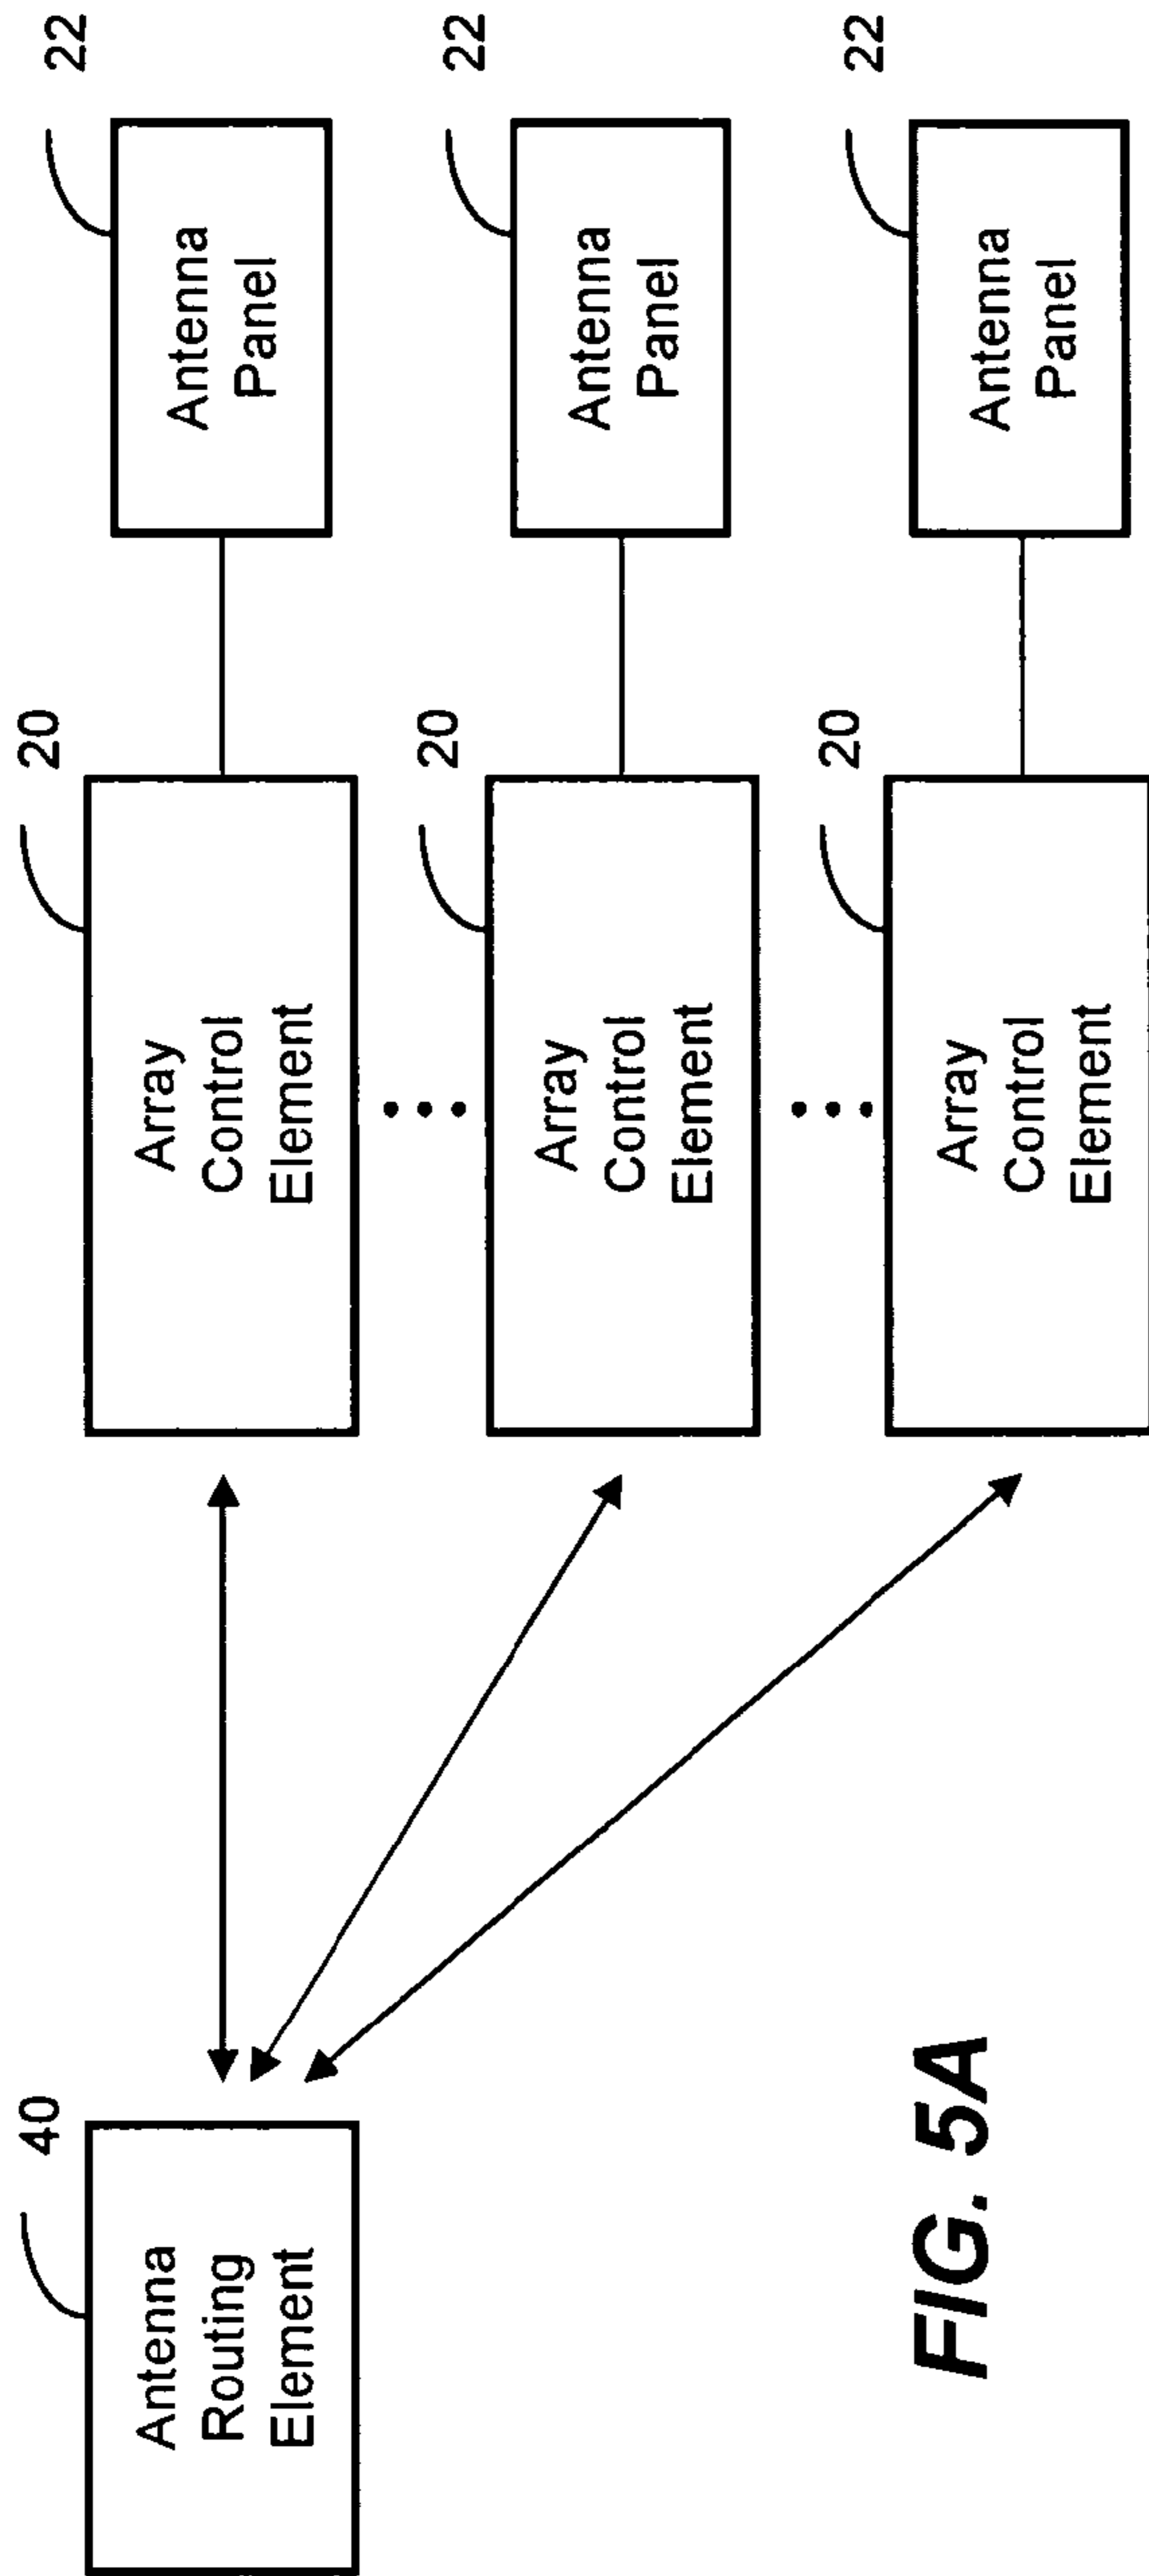 40
Antenna
Routing
Element
20
Array
Control
Element
22
Antenna
Panel
20
Array
Control
Element
22
Antenna
Panel
20
Array
Control
Element
22
Antenna
Panel
FIG. 5A